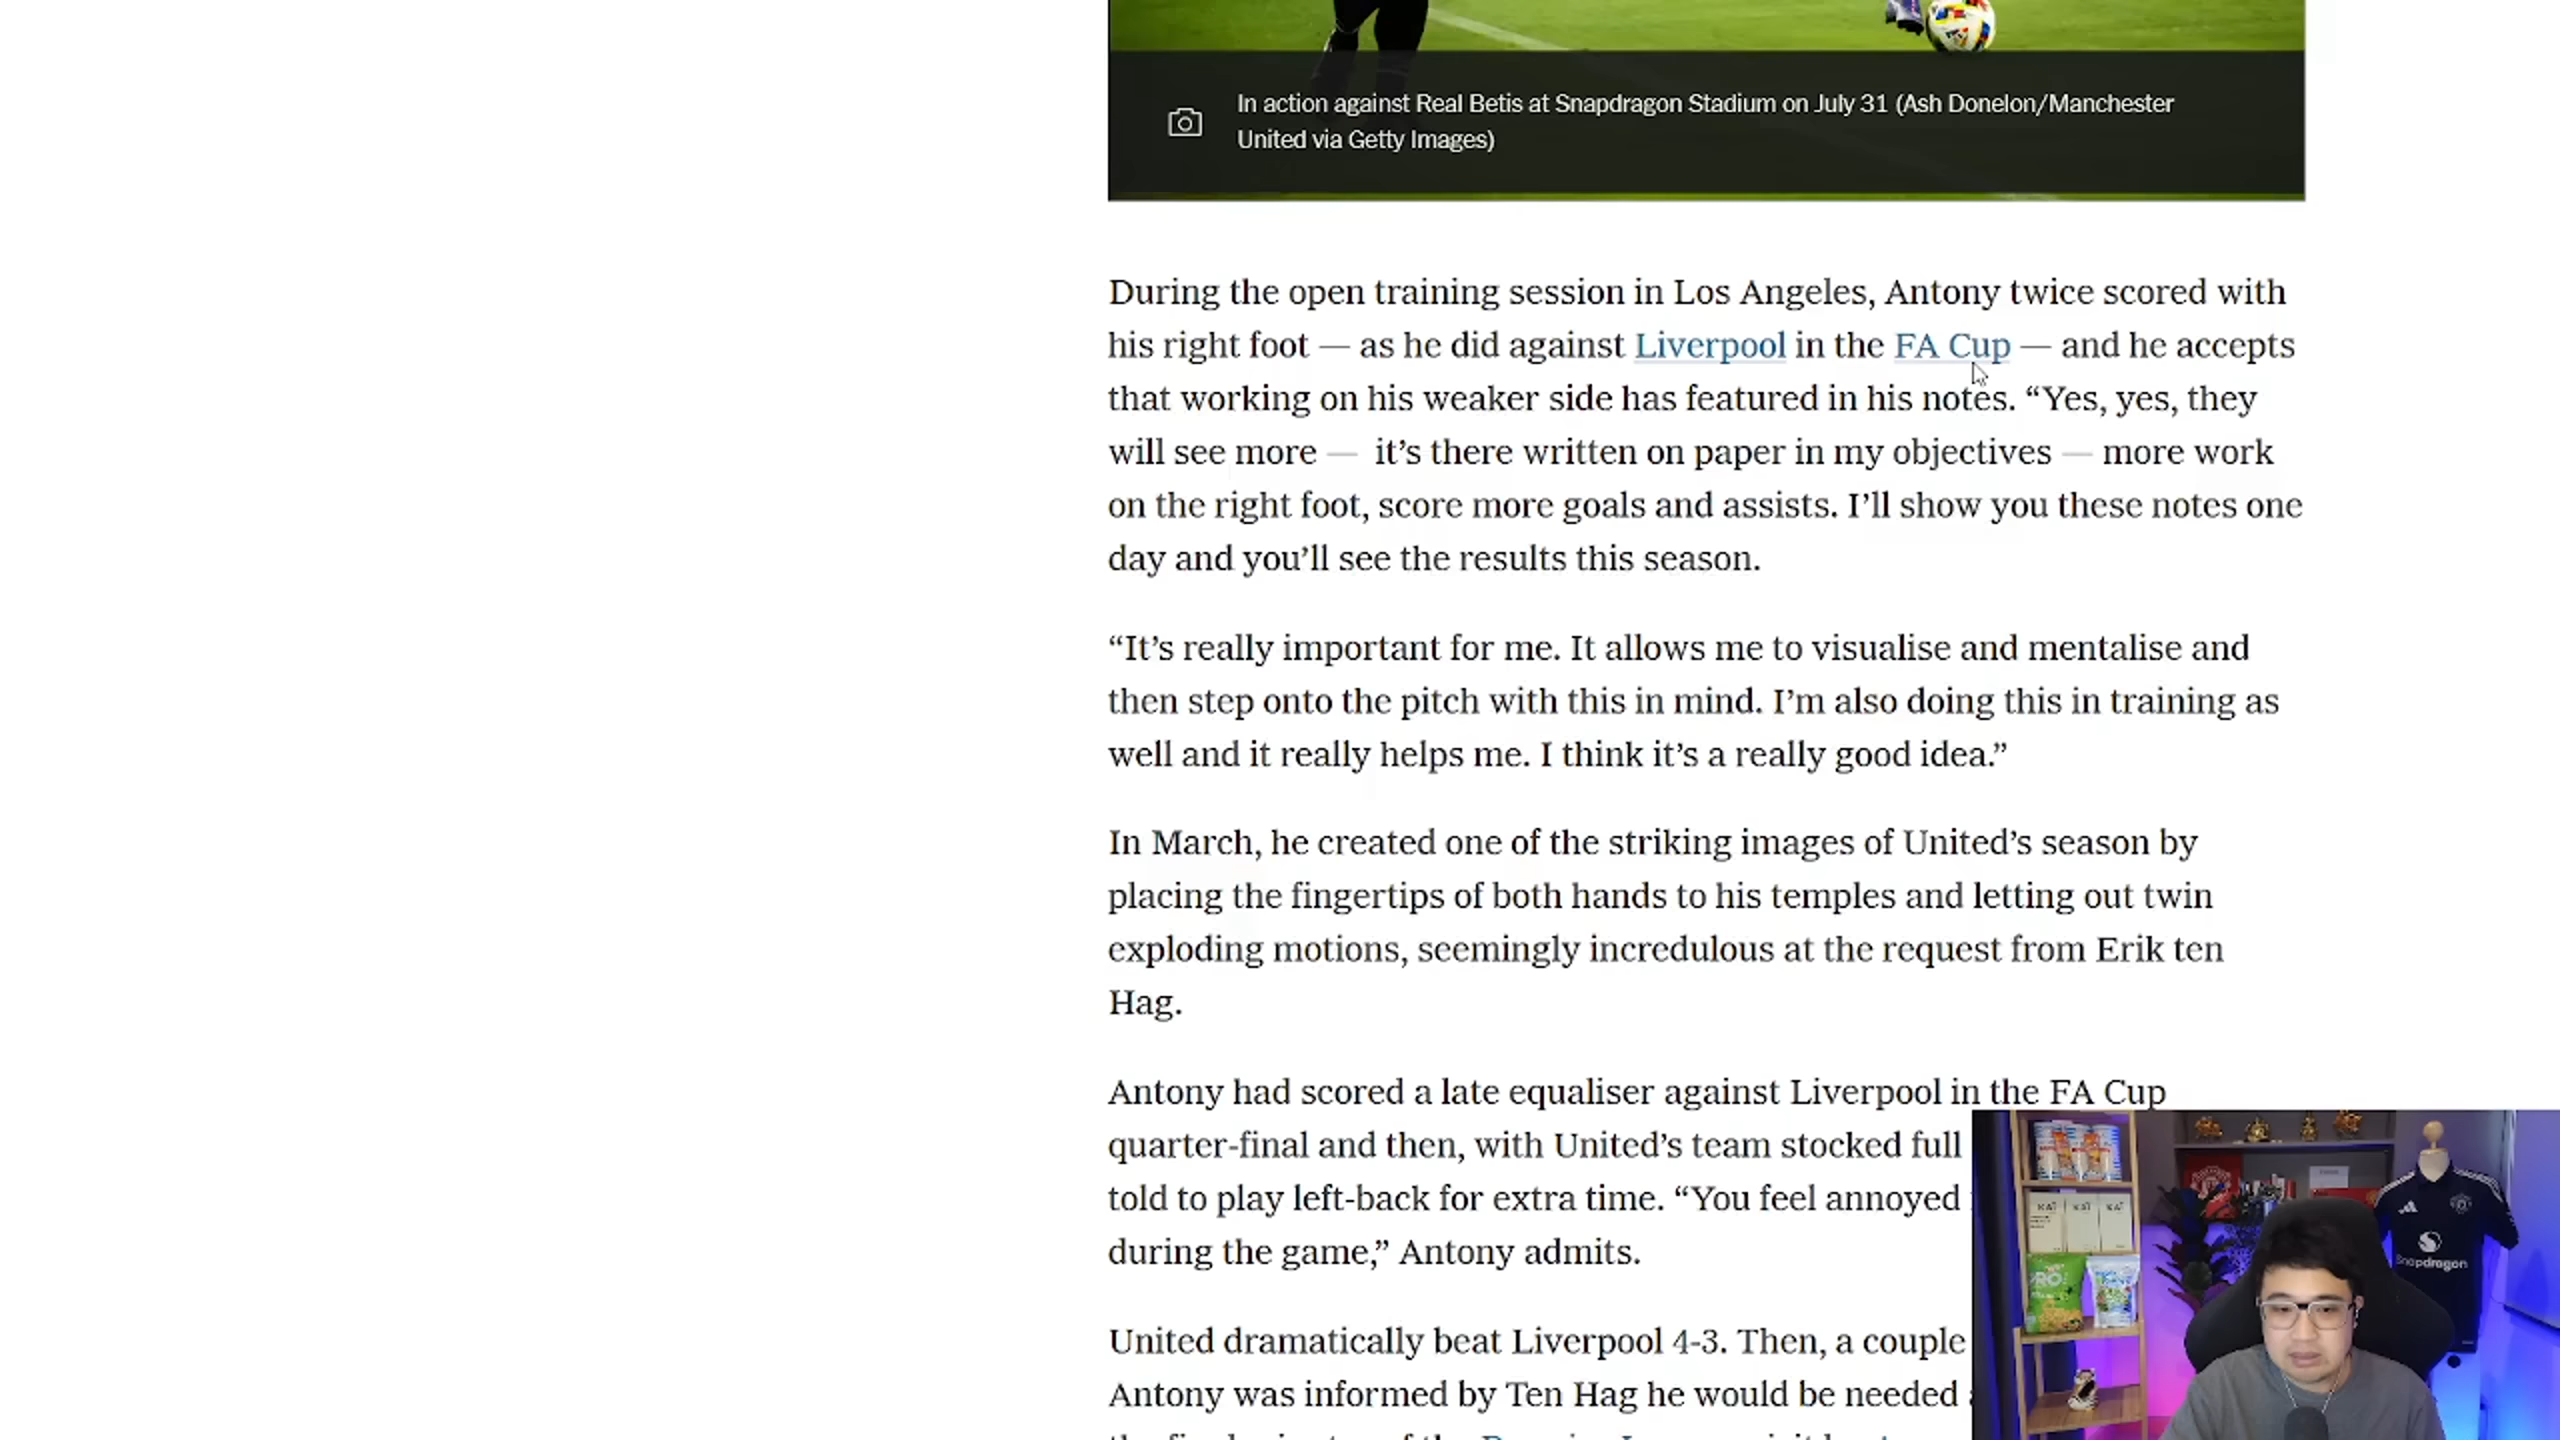 In action against Real Betis at Snapdragon Stadium on July 31 (Ash Donelon/Manchester
United via Getty Images)
During the open training session in Los Angeles, Antony twice scored with
his right foot — as he did against Liverpool in the FA Cup — and he accepts
that working on his weaker side has featured in his notes. “Yes, yes, they
will see more — it’s there written on paper in my objectives — more work
on the right foot, score more goals and assists. I’ll show you these notes one
day and you’ll see the results this season.
“It’s really important for me. It allows me to visualise and mentalise and
then step onto the pitch with this in mind. I’m also doing this in training as
well and it really helps me. I think it’s a really good idea.”
In March, he created one of the striking images of United’s season by
placing the fingertips of both hands to his temples and letting out twin
exploding motions, seemingly incredulous at the request from Erik ten
Hag.
Antony had scored a late equaliser against Liverpool in the FA Cup
quarter-final and then, with United’s team stocked full
told to play left-back for extra time. “You feel annoyed
during the game,” Antony admits.
United dramatically beat Liverpool 4-3. Then, a couple
Antony was informed by Ten Hag he would be needed
KAÏ KAÏ KAÏ
PRO
Snapdragon